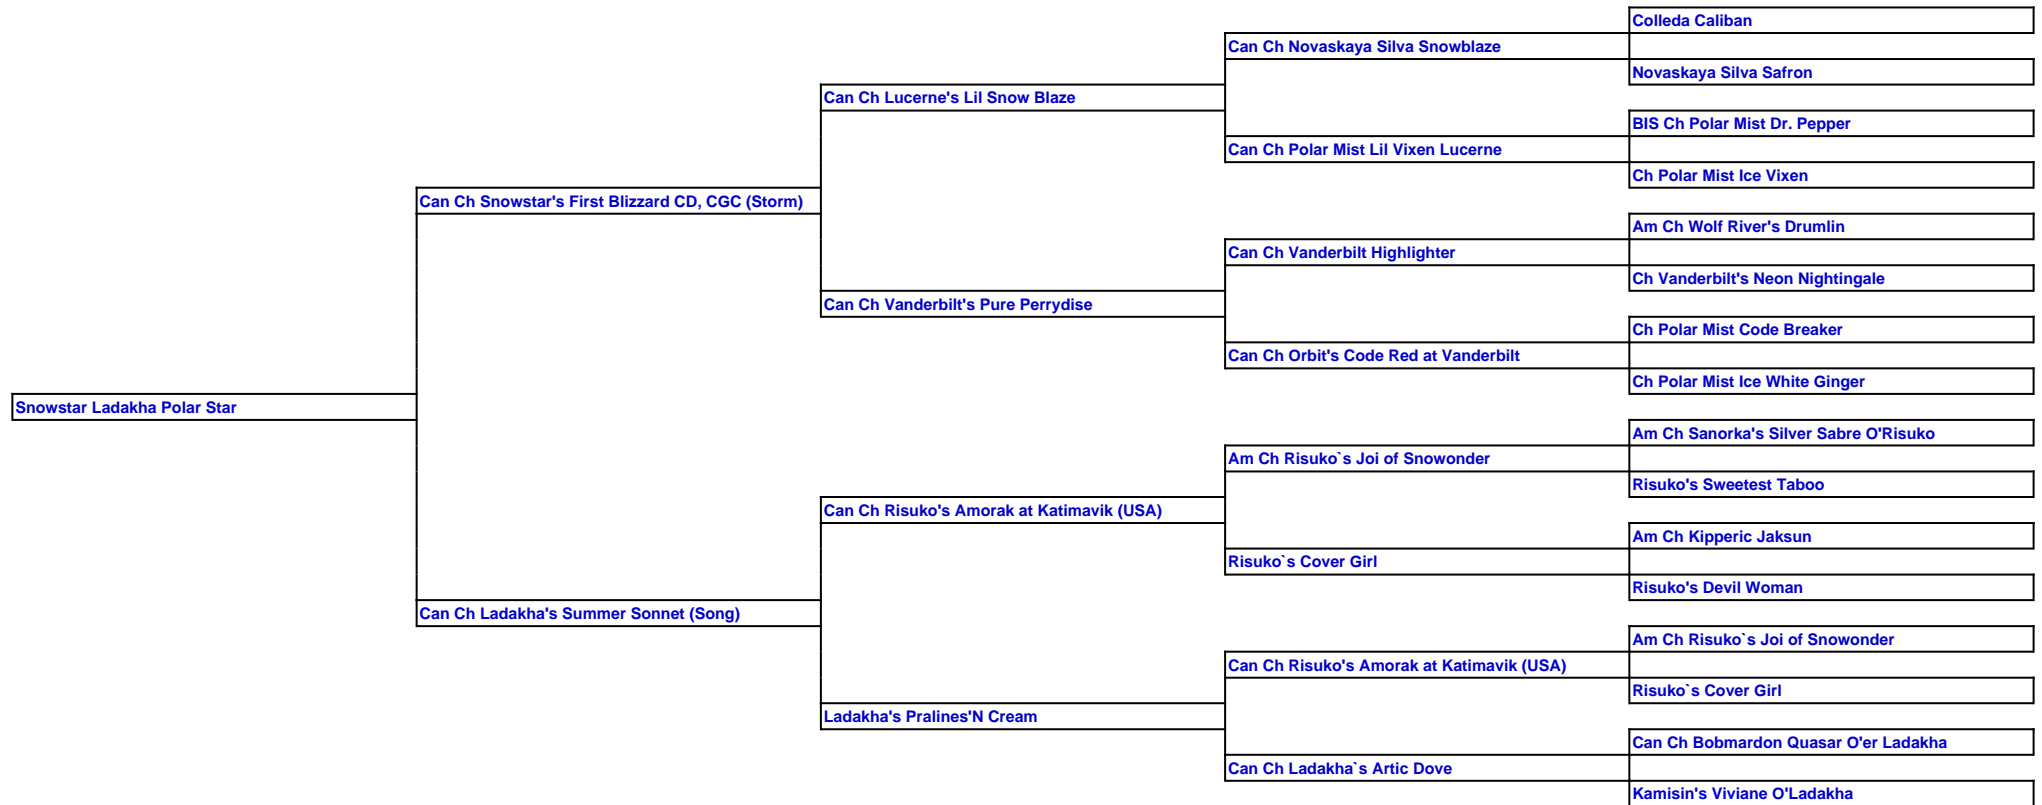 Colleda Caliban
Can Ch Novaskaya Silva Snowblaze
Novaskaya Silva Safron
Can Ch Lucerne's Lil Snow Blaze
BIS Ch Polar Mist Dr. Pepper
Can Ch Polar Mist Lil Vixen Lucerne
Ch Polar Mist Ice Vixen
Can Ch Snowstar's First Blizzard CD, CGC (Storm)
Am Ch Wolf River's Drumlin
Can Ch Vanderbilt Highlighter
Ch Vanderbilt's Neon Nightingale
Can Ch Vanderbilt's Pure Perrydise
Ch Polar Mist Code Breaker
Can Ch Orbit's Code Red at Vanderbilt
Ch Polar Mist Ice White Ginger
Snowstar Ladakha Polar Star
Am Ch Sanorka's Silver Sabre O'Risuko
Am Ch Risuko`s Joi of Snowonder
Risuko's Sweetest Taboo
Can Ch Risuko's Amorak at Katimavik (USA)
Am Ch Kipperic Jaksun
Risuko`s Cover Girl
Risuko's Devil Woman
Can Ch Ladakha's Summer Sonnet (Song)
Am Ch Risuko`s Joi of Snowonder
Can Ch Risuko's Amorak at Katimavik (USA)
Risuko`s Cover Girl
Ladakha's Pralines'N Cream
Can Ch Bobmardon Quasar O'er Ladakha
Can Ch Ladakha`s Artic Dove
Kamisin's Viviane O'Ladakha